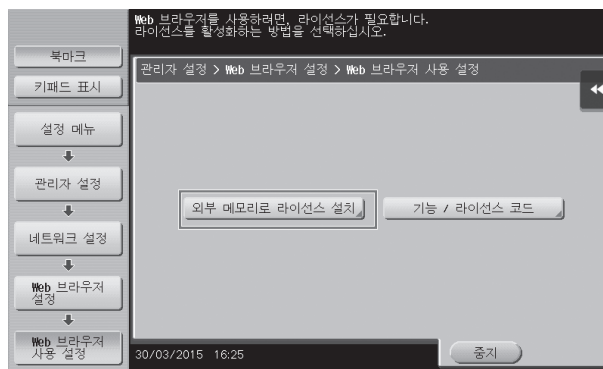 Web 브라우저를 사용하려면, 라이선스가 필요합니다.
라이선스를 활성화하는 방법을 선택하십시오.
북마크
키패드 표시
관리자 설정 > Web 브라우저 설정 > Web 브라우저 사용 설정
설정 메뉴
관리자 설정
네트워크 설정
Web 브라우저
설정
Web 브라우저
사용 설정
외부 메모리로 라이선스 설치
기능 / 라이선스 코드
30/03/2015 16:25
중지